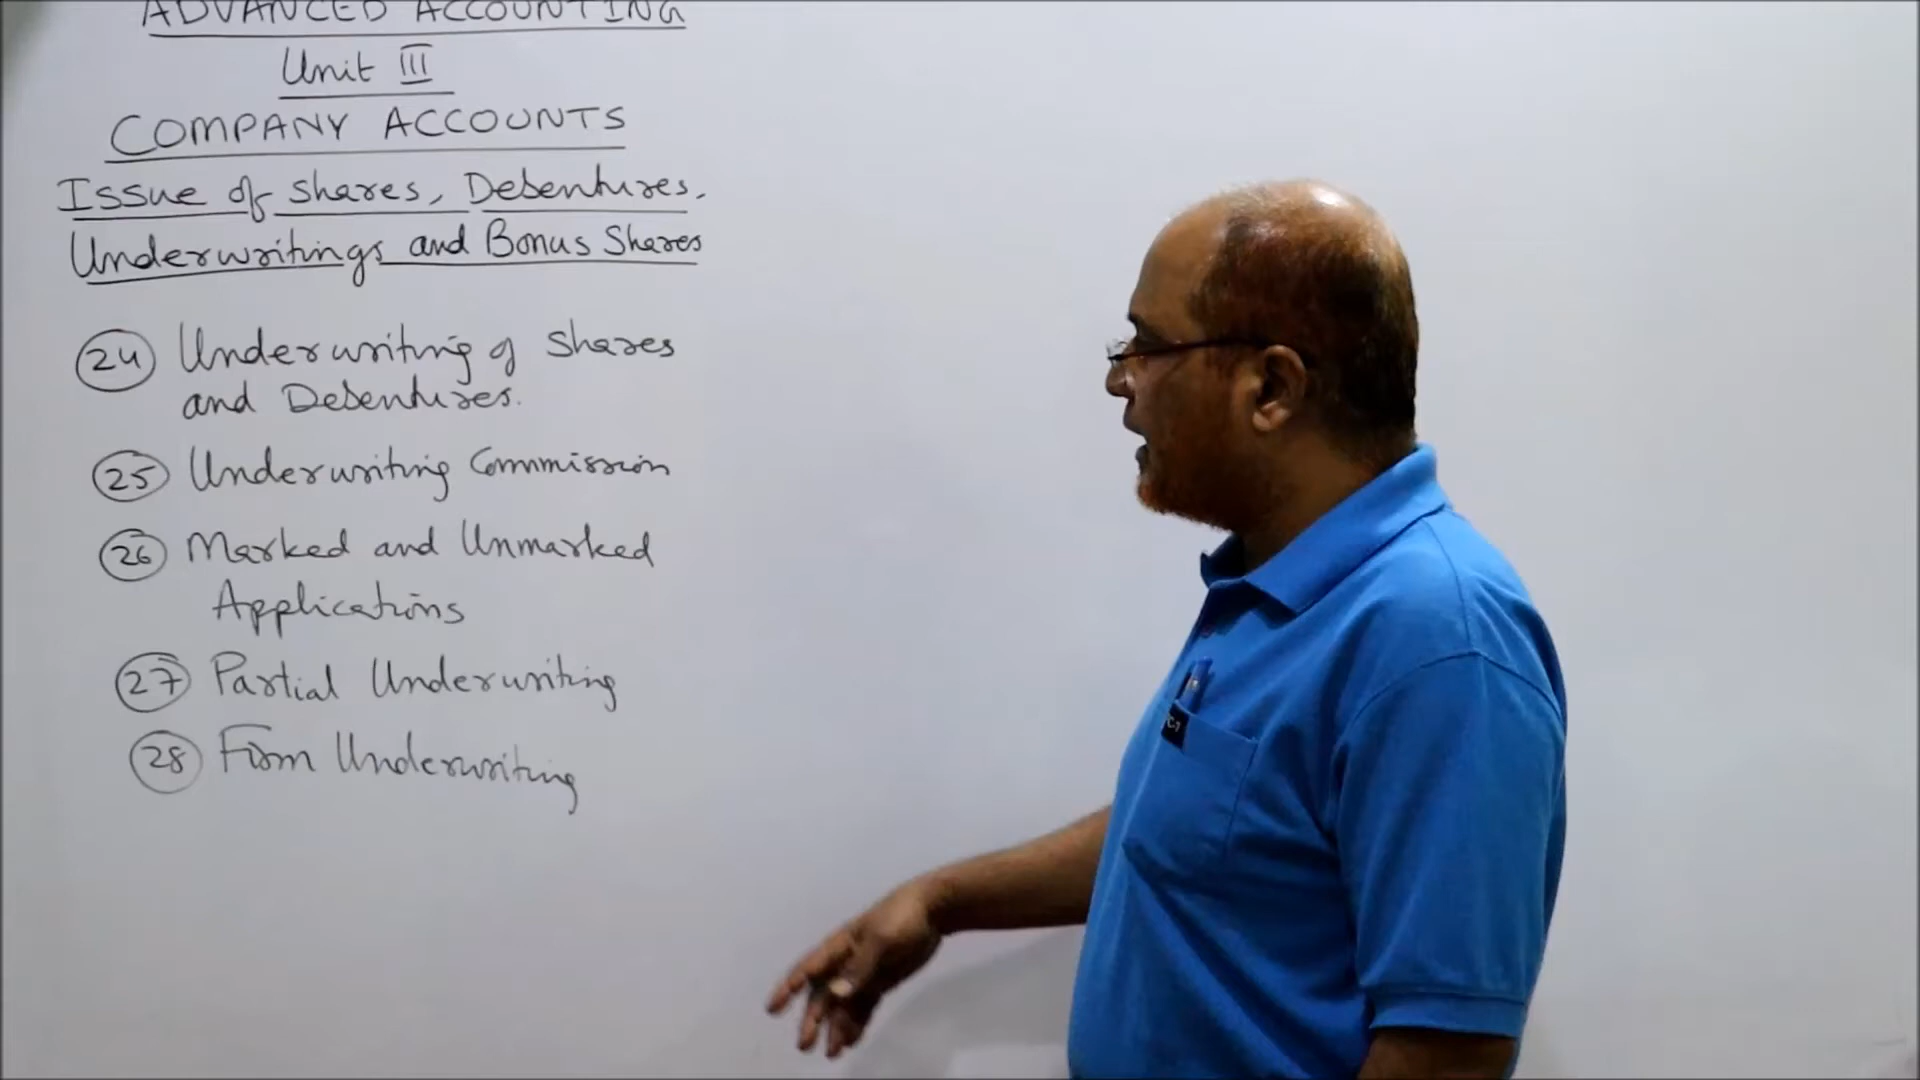 ADVANCED ACCOUNTING
Unit III
COMPANY ACCOUNTS
Issue of shares, Debentures,
Underwritings and Bonus Shares
24 Underwriting of Shares
and Debentures.
25 Underwriting Commission
26 Marked and Unmarked
Applications
27 Partial Underwriting
28 Firm Underwriting